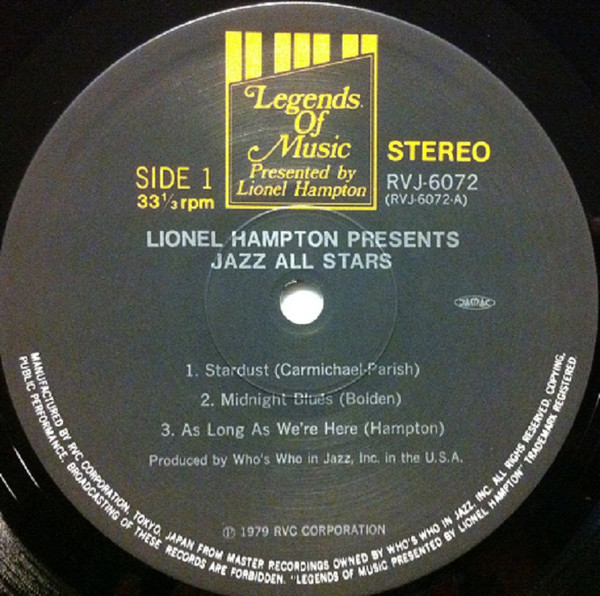 Legends
Of
Music
Presented by
Lionel Hampton
SIDE 1
33 1/3 rpm
STEREO
RVJ-6072
(RVJ-6072-A)
LIONEL HAMPTON PRESENTS
JAZZ ALL STARS
1. Stardust (Carmichael-Parish)
2. Midnight Blues (Bolden)
3. As Long As We're Here (Hampton)
Produced by Who's Who in Jazz, Inc. in the U.S.A.
℗ 1979 RVC CORPORATION
MANUFACTURED BY RVC CORPORATION, TOKYO, JAPAN FROM MASTER RECORDINGS OWNED BY WHO'S WHO IN JAZZ, INC. ALL RIGHS RESERVED, COPYING,
PUBLIC PERFORMANCE, BROADCASTING OF THESE RECORDS ARE FORBIDDEN. "LEGENDS OF MUSIC PRESENTED BY LIONEL HAMPTON" TRADEMARK REGISTERED.